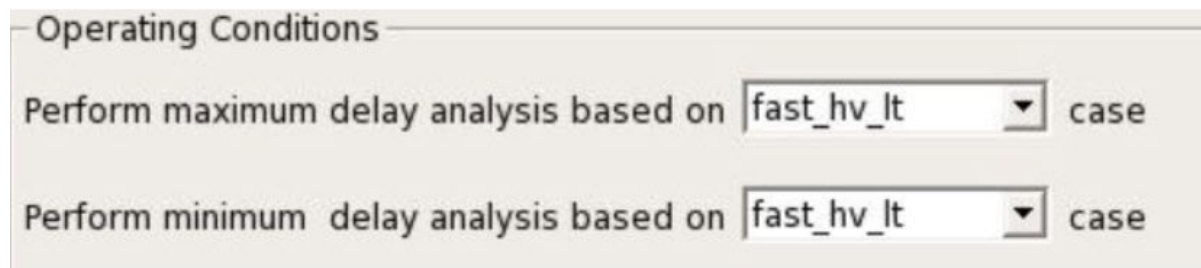 Operating Conditions
Perform maximum delay analysis based on fast_hv_lt case
Perform minimum delay analysis based on fast_hv_lt case